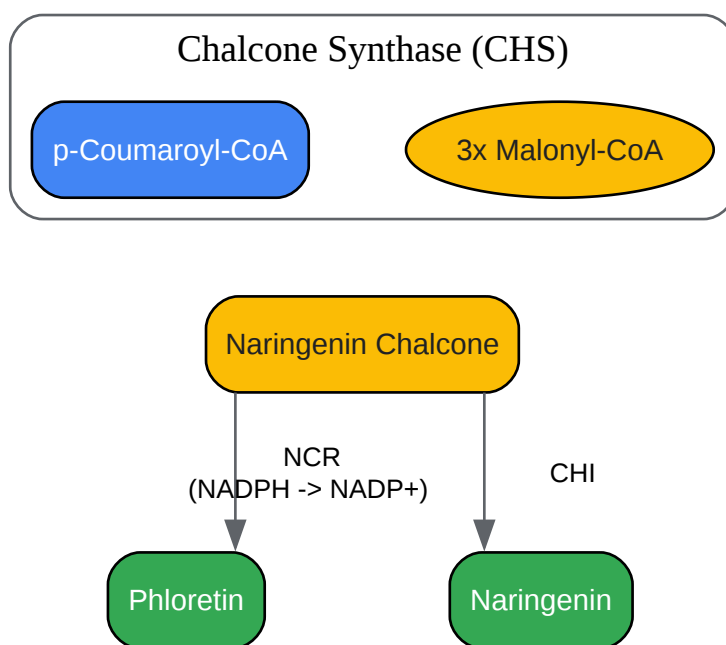 Chalcone Synthase (CHS)
p-Coumaroyl-CoA
3x Malonyl-CoA
Naringenin Chalcone
NCR
(NADPH -> NADP+)
CHI
Phloretin
Naringenin